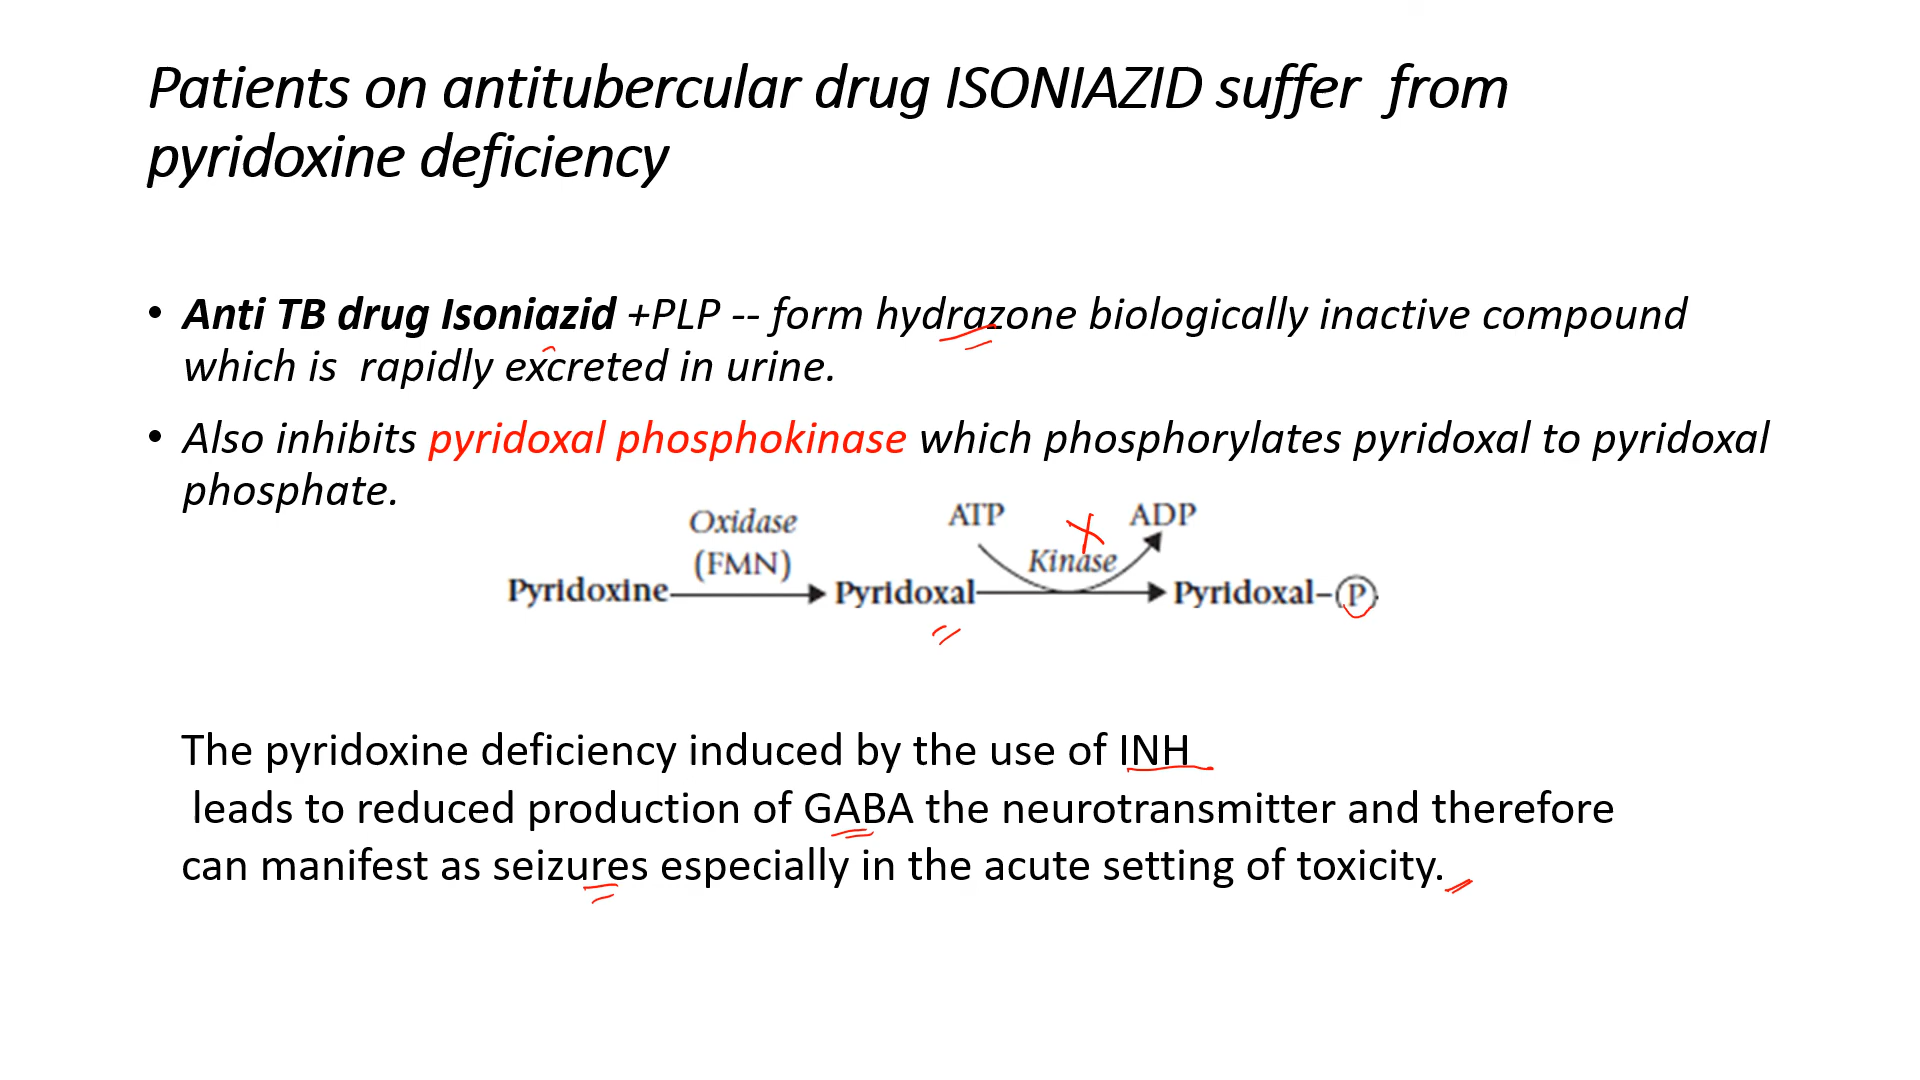 Patients on antitubercular drug ISONIAZID suffer from
pyridoxine deficiency
• Anti TB drug Isoniazid +PLP -- form hydrazone biologically inactive compound
which is rapidly excreted in urine.
• Also inhibits pyridoxal phosphokinase which phosphorylates pyridoxal to pyridoxal
phosphate.
Oxidase
(FMN)
ATP
ADP
Kinase
Pyridoxine
Pyridoxal
Pyridoxal-P
The pyridoxine deficiency induced by the use of INH
leads to reduced production of GABA the neurotransmitter and therefore
can manifest as seizures especially in the acute setting of toxicity.